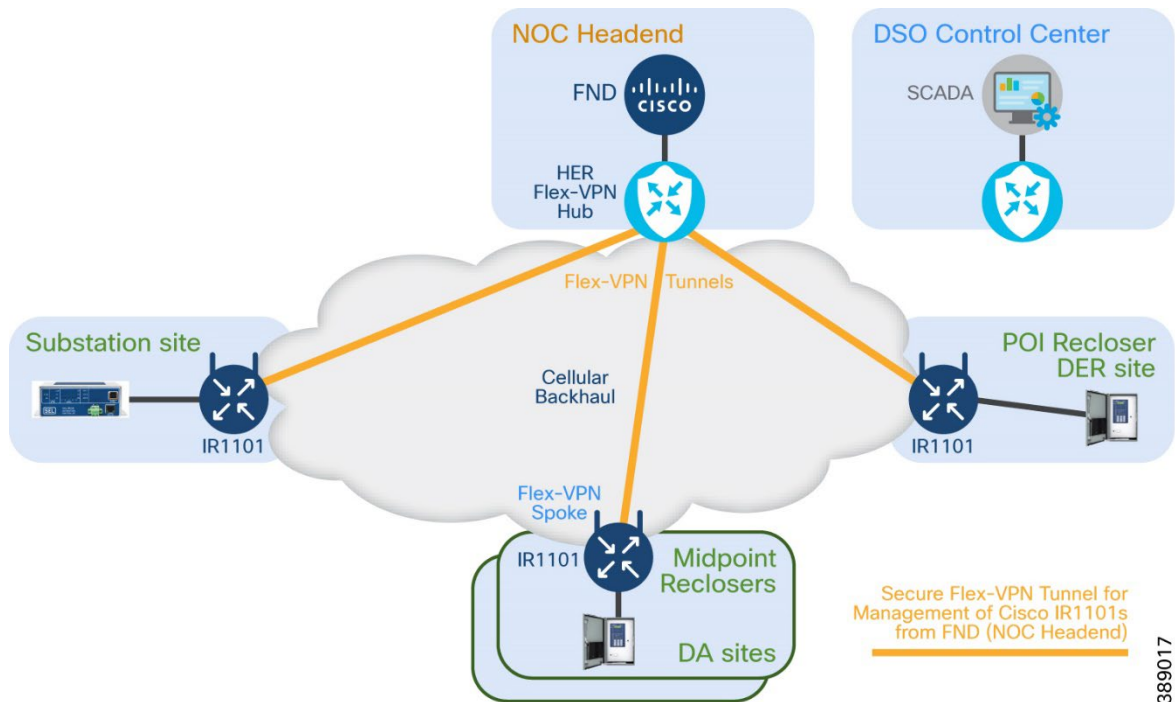 NOC Headend
FND
CISCO
HER
Flex-VPN
Hub
DSO Control Center
SCADA
Flex-VPN Tunnels
Substation site
SEL
IR1101
Cellular
Backhaul
POI Recloser
DER site
IR1101
Flex-VPN
Spoke
IR1101
Midpoint
Reclosers
DA sites
Secure Flex-VPN Tunnel for
Management of Cisco IR1101s
from FND (NOC Headend)
389017